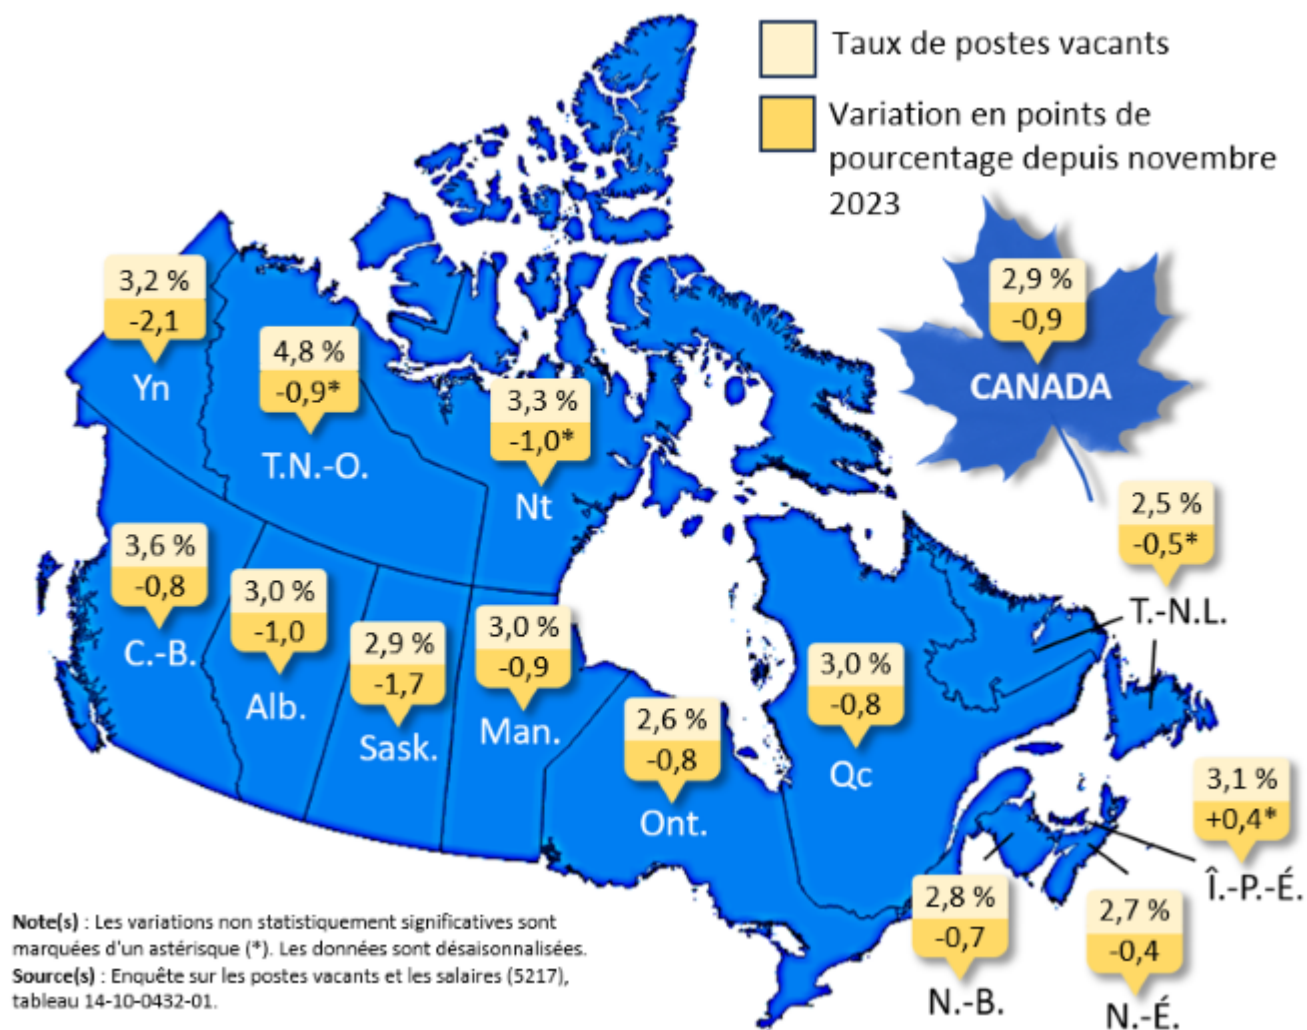 Taux de postes vacants
Variation en points de
pourcentage depuis novembre
2023
2,9 %
-0,9
CANADA
3,2 %
-2,1
Yn
4,8 %
-0,9*
T.N.-O.
3,3 %
-1,0*
Nt
2,5 %
-0,5*
T.-N.L.
3,6 %
-0,8
C.-B.
3,0 %
-1,0
Alb.
2,9 %
-1,7
Sask.
3,0 %
-0,9
Man.
2,6 %
-0,8
Ont.
3,0 %
-0,8
Qc
3,1 %
+0,4*
Î.-P.-É.
2,8 %
-0,7
N.-B.
2,7 %
-0,4
N.-É.
Note(s) : Les variations non statistiquement significatives sont
marquées d'un astérisque (*). Les données sont désaisonnalisées.
Source(s) : Enquête sur les postes vacants et les salaires (5217),
tableau 14-10-0432-01.